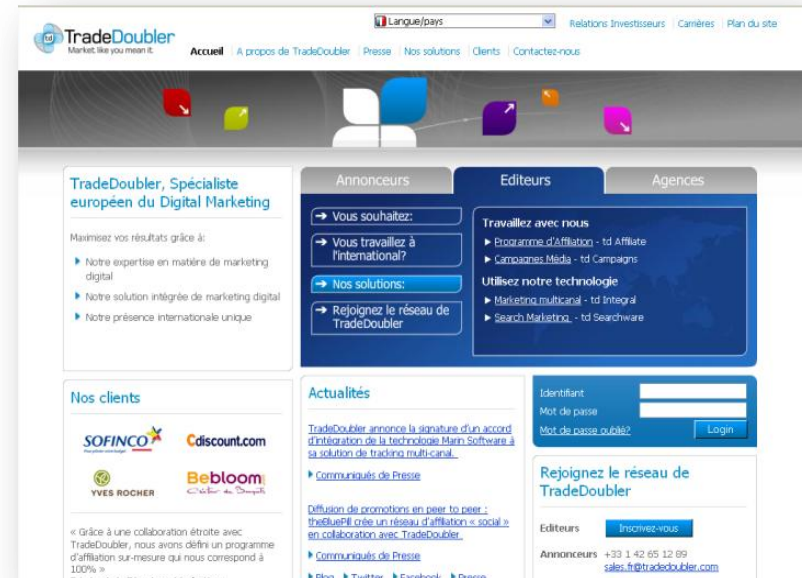 Langue/pays
Relations Investisseurs | Carrières | Plan du site
td TradeDoubler
Market like you mean it.
Accueil | A propos de TradeDoubler | Presse | Nos solutions | Clients | Contactez-nous
TradeDoubler, Spécialiste
européen du Digital Marketing
Maximisez vos résultats grâce à:
Notre expertise en matière de marketing
digital
Notre solution intégrée de marketing digital
Notre présence internationale unique
Annonceurs
Editeurs
Agences
Vous souhaitez:
Vous travaillez à
l'international?
Nos solutions:
Rejoignez le réseau de
TradeDoubler
Travaillez avec nous
Programme d'Affiliation - td Affiliate
Campagnes Média - td Campaigns
Utilisez notre technologie
Marketing multicanal - td Integral
Search Marketing - td Searchware
Nos clients
SOFINCO
Cdiscount.com
YVES ROCHER
Bebloom
« Grâce à une collaboration étroite avec
TradeDoubler, nous avons défini un programme
d'affiliation sur-mesure qui nous correspond à
100% »
Actualités
TradeDoubler annonce la signature d'un accord
d'intégration de la technologie Marin Software à
sa solution de tracking multi-canal.
Communiqués de Presse
Diffusion de promotions en peer to peer :
theBluePill crée un réseau d'affiliation « social »
en collaboration avec TradeDoubler
Communiqués de Presse
Blog Twitter Facebook Presse
Identifiant
Mot de passe
Mot de passe oublié?
Login
Rejoignez le réseau de
TradeDoubler
Editeurs
Inscrivez-vous
Annonceurs +33 1 42 65 12 89
sales.fr@tradedoubler.com